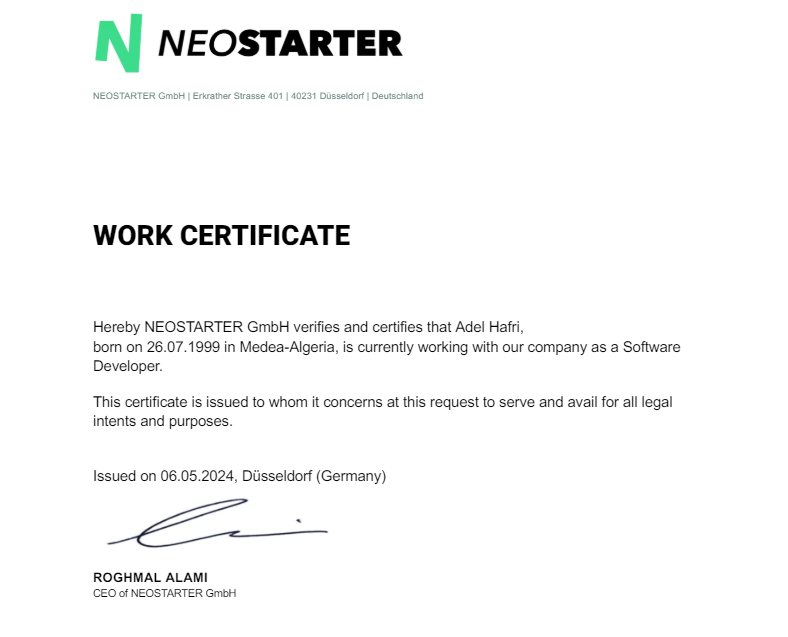 NEOSTARTER
NEOSTARTER GmbH | Erkrather Strasse 401 | 40231 Düsseldorf | Deutschland
WORK CERTIFICATE
Hereby NEOSTARTER GmbH verifies and certifies that Adel Hafri,
born on 26.07.1999 in Medea-Algeria, is currently working with our company as a Software
Developer.
This certificate is issued to whom it concerns at this request to serve and avail for all legal
intents and purposes.
Issued on 06.05.2024, Düsseldorf (Germany)
ROGHMAL ALAMI
CEO of NEOSTARTER GmbH